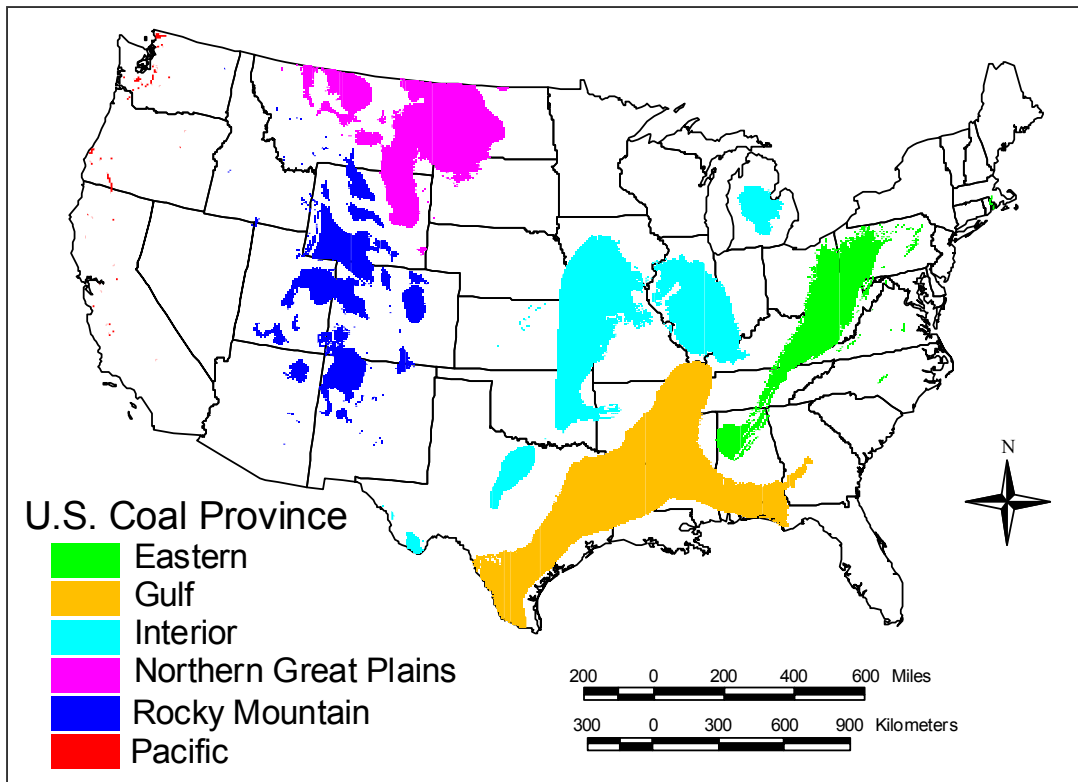 N
U.S. Coal Province
Eastern
Gulf
Interior
Northern Great Plains
Rocky Mountain
Pacific
200 0 200 400 600 Miles
300 0 300 600 900 Kilometers